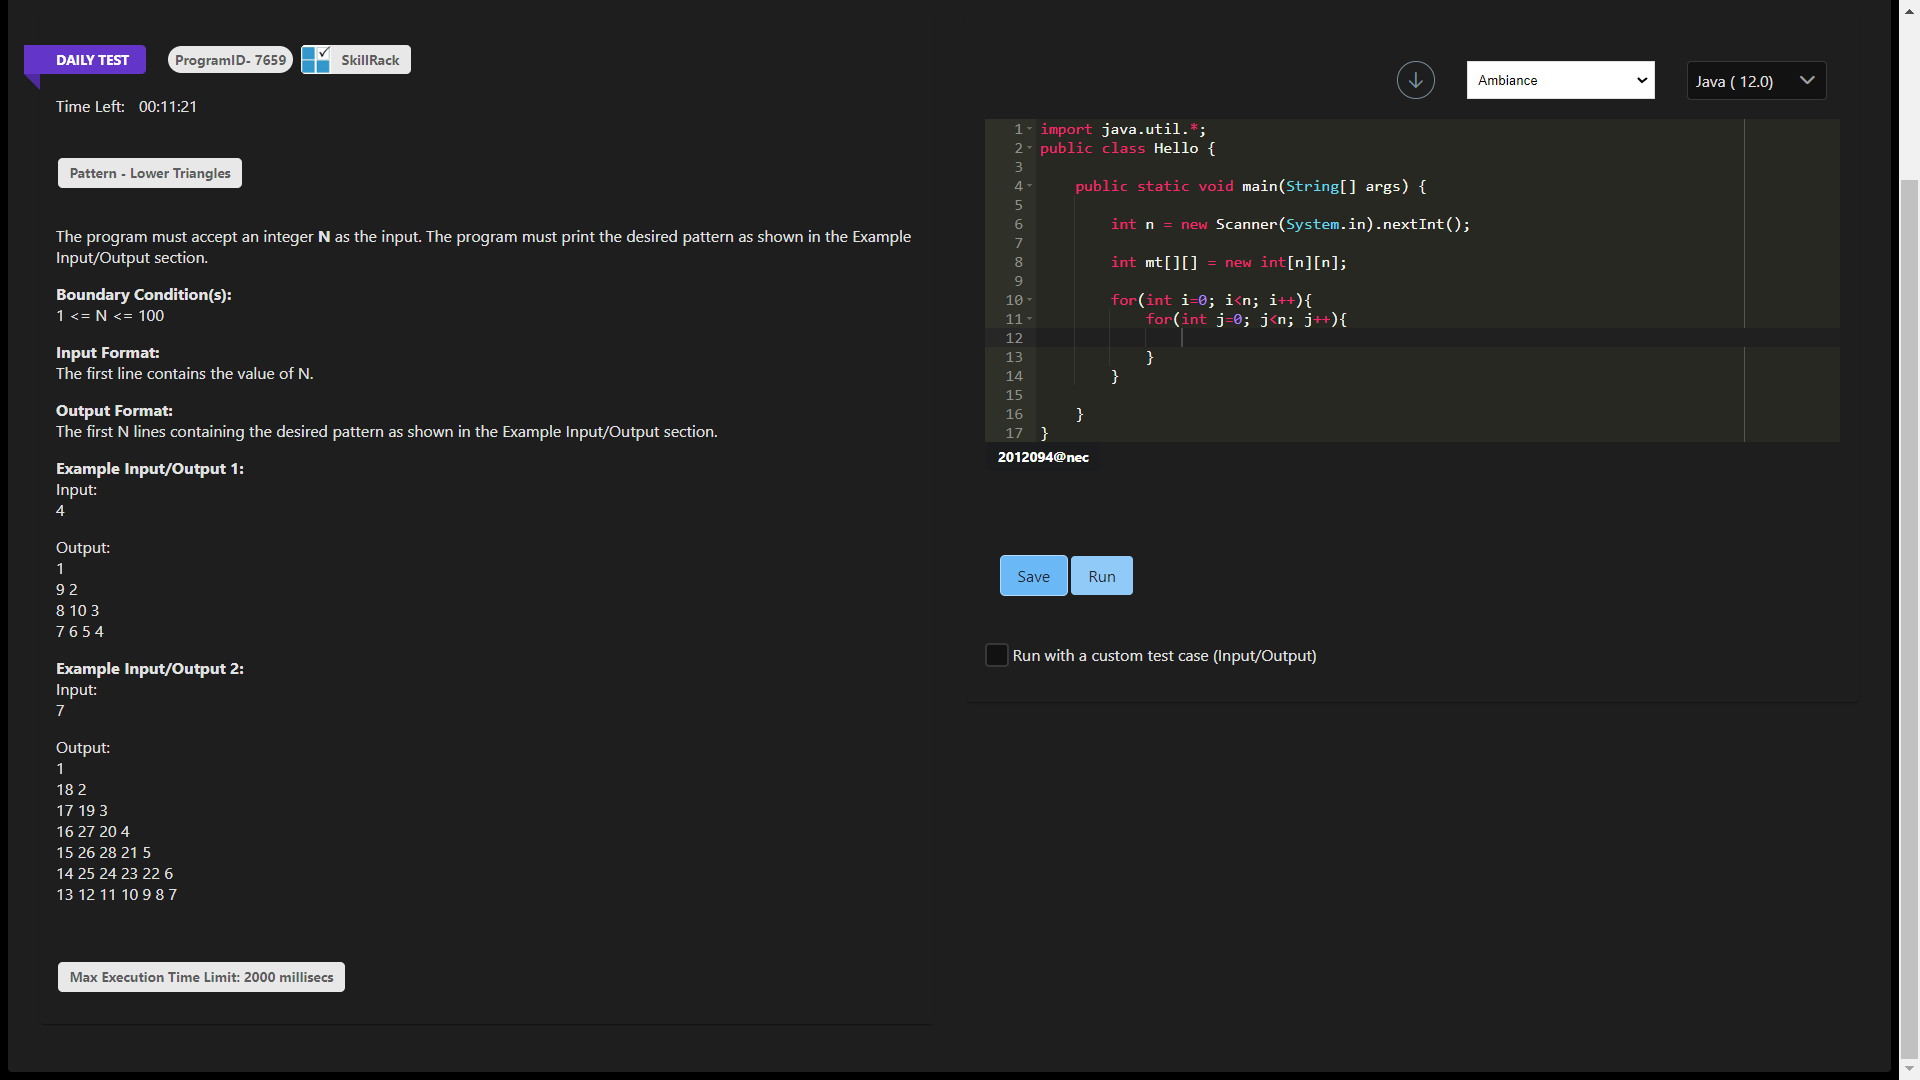 DAILY TEST
ProgramID- 7659
SkillRack
Time Left: 00:11:21
Pattern - Lower Triangles
The program must accept an integer N as the input. The program must print the desired pattern as shown in the Example
Input/Output section.
Boundary Condition(s):
1 <= N <= 100
Input Format:
The first line contains the value of N.
Output Format:
The first N lines containing the desired pattern as shown in the Example Input/Output section.
Example Input/Output 1:
Input:
4
Output:
1
9 2
8 10 3
7 6 5 4
Example Input/Output 2:
Input:
7
Output:
1
18 2
17 19 3
16 27 20 4
15 26 28 21 5
14 25 24 23 22 6
13 12 11 10 9 8 7
Max Execution Time Limit: 2000 millisecs
Ambiance
Java ( 12.0)
1 import java.util.*;
2 public class Hello {
3
4 public static void main(String[] args) {
5
6 int n = new Scanner(System.in).nextInt();
7
8 int mt[][] = new int[n][n];
9
10 for(int i=0; i<n; i++){
11 for(int j=0; j<n; j++){
12
13 }
14 }
15
16 }
17 }
2012094@nec
Save
Run
Run with a custom test case (Input/Output)